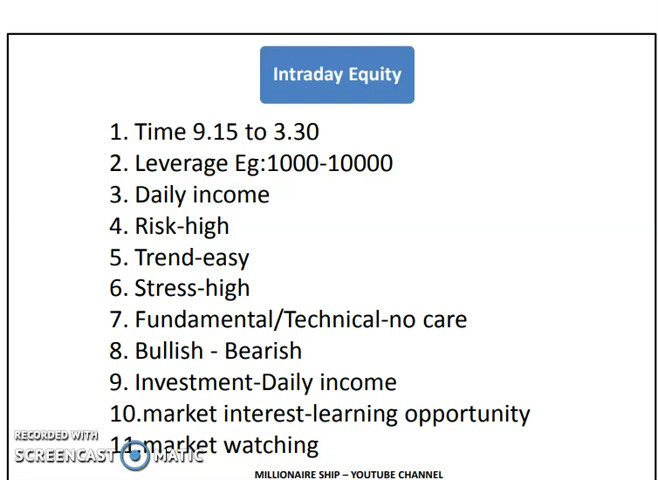 Intraday Equity
1. Time 9.15 to 3.30
2. Leverage Eg:1000-10000
3. Daily income
4. Risk-high
5. Trend-easy
6. Stress-high
7. Fundamental/Technical-no care
8. Bullish - Bearish
9. Investment-Daily income
10.market interest-learning opportunity
RECORDED WITH
11.market watching
SCREENCAST MATIC
MILLIONAIRE SHIP – YOUTUBE CHANNEL